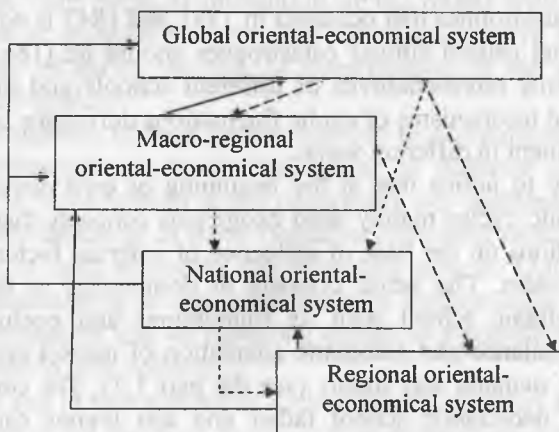 Global oriental-economical system
Macro-regional
oriental-economical system
National oriental-
economical system
Regional oriental-
economical system